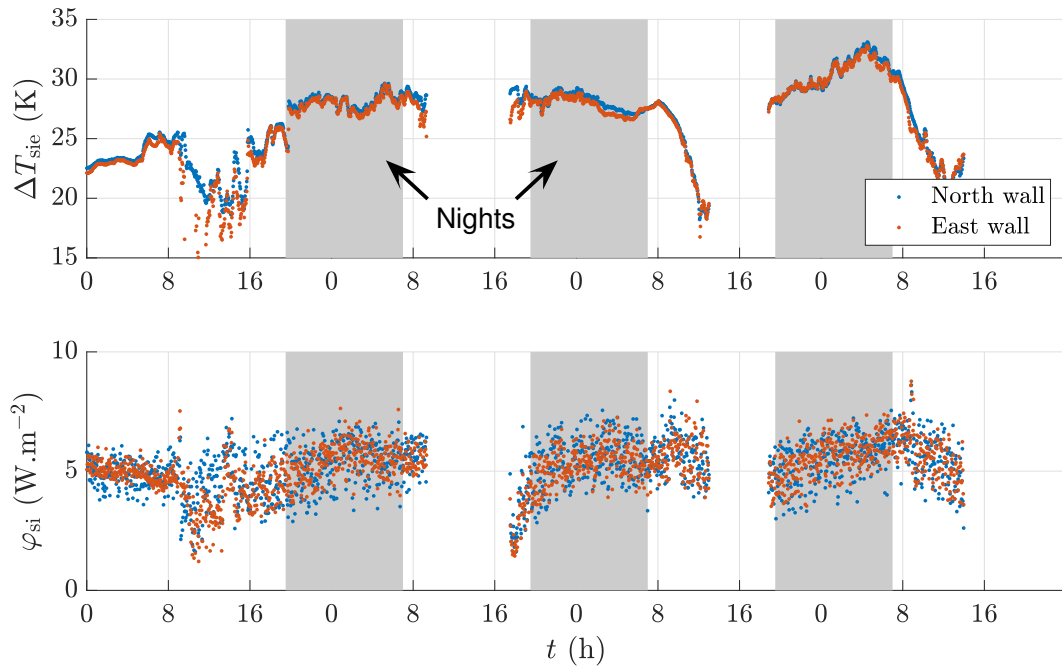 35
30
25
20
15
ΔT_sie (K)
North wall
East wall
Nights
0 8 16 0 8 16 0 8 16 0 8 16
10
5
0
φ_si (W.m⁻²)
0 8 16 0 8 16 0 8 16 0 8 16
t (h)